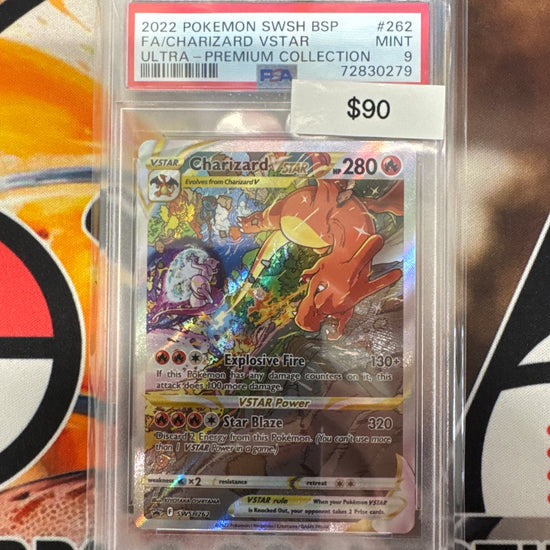 2022 POKEMON SWSH BSP #262
FA/CHARIZARD VSTAR MINT
ULTRA-PREMIUM COLLECTION 9
PSA 72830279
$90
VSTAR Charizard VSTAR HP 280
Evolves from Charizard V
Explosive Fire 130+
If this Pokémon has any damage counters on it, this
attack does 100 more damage.
VSTAR Power
Star Blaze 320
Discard 2 Energy from this Pokémon. (You can't use more
than 1 VSTAR Power in a game.)
weakness ×2 resistance retreat
VSTAR rule When your Pokémon VSTAR
is Knocked Out, your opponent takes 2 Prize cards.
F SWSH262